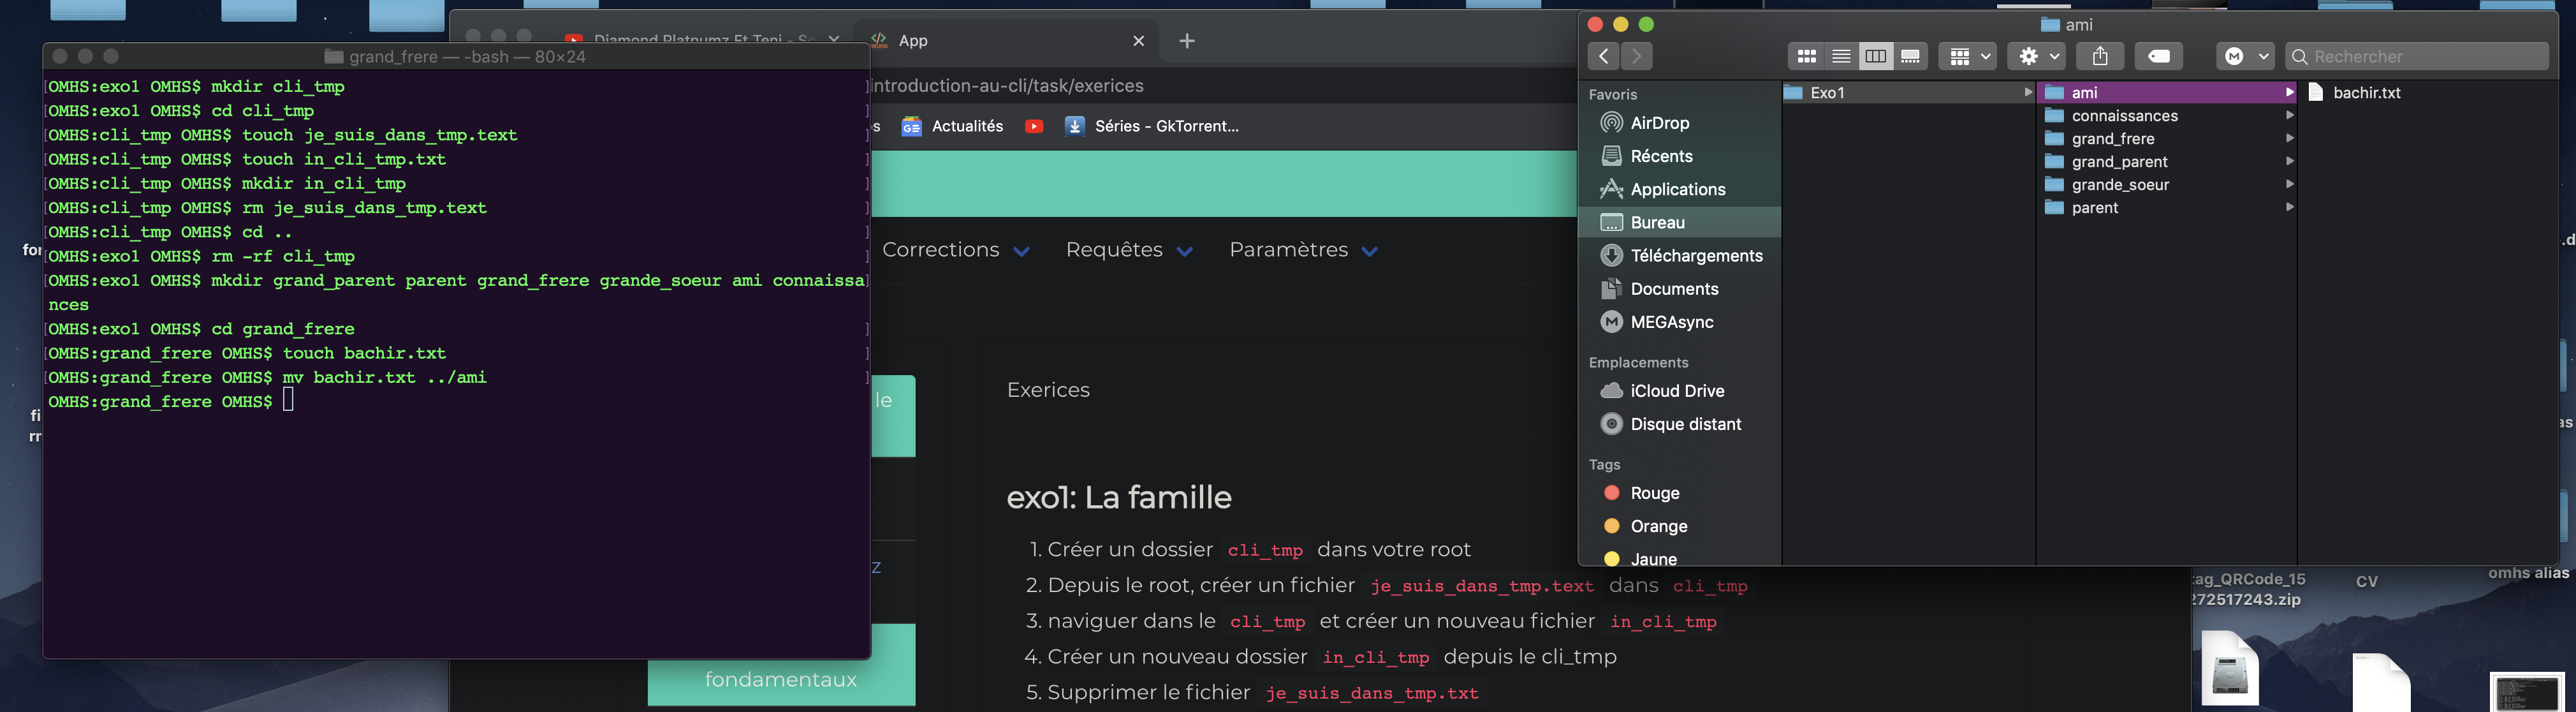 grand_frere — -bash — 80×24
OMHS:exo1 OMHS$ mkdir cli_tmp
OMHS:exo1 OMHS$ cd cli_tmp
OMHS:cli_tmp OMHS$ touch je_suis_dans_tmp.text
OMHS:cli_tmp OMHS$ touch in_cli_tmp.txt
OMHS:cli_tmp OMHS$ mkdir in_cli_tmp
OMHS:cli_tmp OMHS$ rm je_suis_dans_tmp.text
OMHS:cli_tmp OMHS$ cd ..
OMHS:exo1 OMHS$ rm -rf cli_tmp
OMHS:exo1 OMHS$ mkdir grand_parent parent grand_frere grande_soeur ami connaissa
nces
OMHS:exo1 OMHS$ cd grand_frere
OMHS:grand_frere OMHS$ touch bachir.txt
OMHS:grand_frere OMHS$ mv bachir.txt ../ami
OMHS:grand_frere OMHS$
Diamond Platnumz Et Teni - S
App
introduction-au-cli/task/exerices
s
Actualités
Séries - GkTorrent...
Corrections
Requêtes
Paramètres
le
z
fondamentaux
Exerices
exo1: La famille
1. Créer un dossier cli_tmp dans votre root
2. Depuis le root, créer un fichier je_suis_dans_tmp.text dans cli_tmp
3. naviguer dans le cli_tmp et créer un nouveau fichier in_cli_tmp
4. Créer un nouveau dossier in_cli_tmp depuis le cli_tmp
5. Supprimer le fichier je_suis_dans_tmp.txt
ami
Rechercher
Favoris
AirDrop
Récents
Applications
Bureau
Téléchargements
Documents
MEGAsync
Emplacements
iCloud Drive
Disque distant
Tags
Rouge
Orange
Jaune
Exo1
ami
connaissances
grand_frere
grand_parent
grande_soeur
parent
bachir.txt
for
fi
rr
.d
as
tag_QRCode_15
272517243.zip
CV
omhs alias